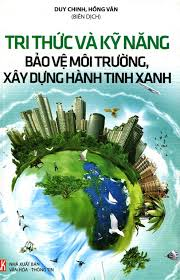 DUY CHINH, HỒNG VÂN
(BIÊN DỊCH)
TRI THỨC VÀ KỸ NĂNG
BẢO VỆ MÔI TRƯỜNG,
XÂY DỰNG HÀNH TINH XANH
NHÀ XUẤT BẢN
VĂN HÓA - THÔNG TIN